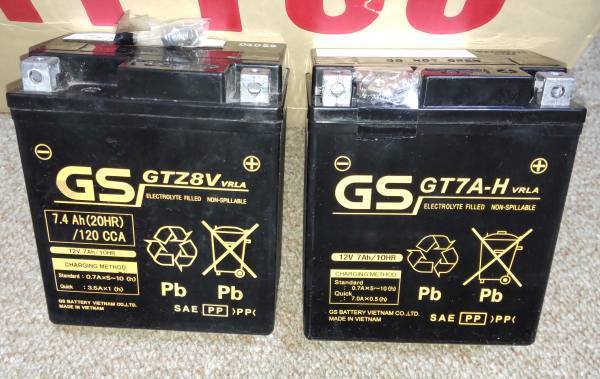 GS GTZ8V VRLA
ELECTROLYTE FILLED NON-SPILLABLE
7.4 Ah(20HR)
/120 CCA
12V 7Ah/10HR
CHARGING METHOD
Standard : 0.7A×5~10 (h)
Quick : 3.5A×1 (h)
Pb Pb
GS BATTERY VIETNAM CO.,LTD.
MADE IN VIETNAM
SAE PP >PP<
GS GT7A-H VRLA
ELECTROLYTE FILLED NON-SPILLABLE
12V 7Ah/10HR
CHARGING METHOD
Standard
: 0.7A×5~10(h)
Quick
: 7.0A×0.5(h)
Pb Pb
GS BATTERY VIETNAM CO.,LTD.
MADE IN VIETNAM
SAE PP >PP<